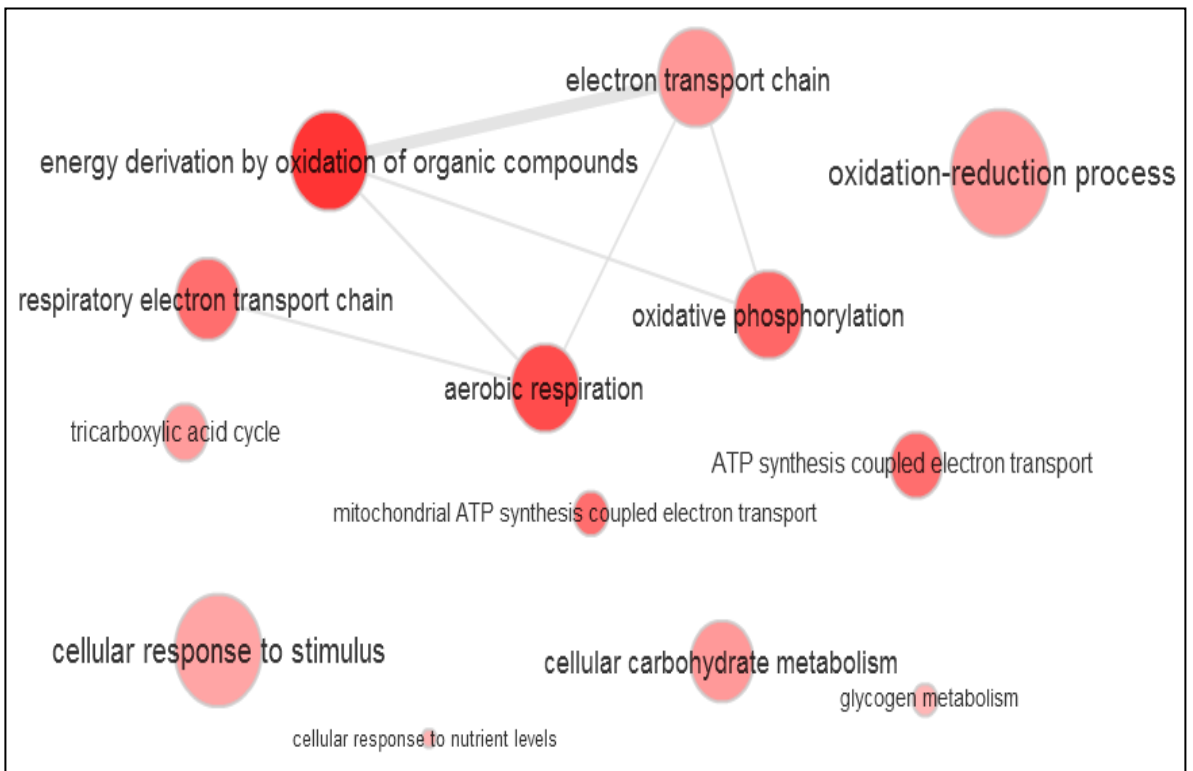 electron transport chain
energy derivation by oxidation of organic compounds
oxidation-reduction process
respiratory electron transport chain
oxidative phosphorylation
aerobic respiration
tricarboxylic acid cycle
ATP synthesis coupled electron transport
mitochondrial ATP synthesis coupled electron transport
cellular response to stimulus
cellular carbohydrate metabolism
glycogen metabolism
cellular response to nutrient levels